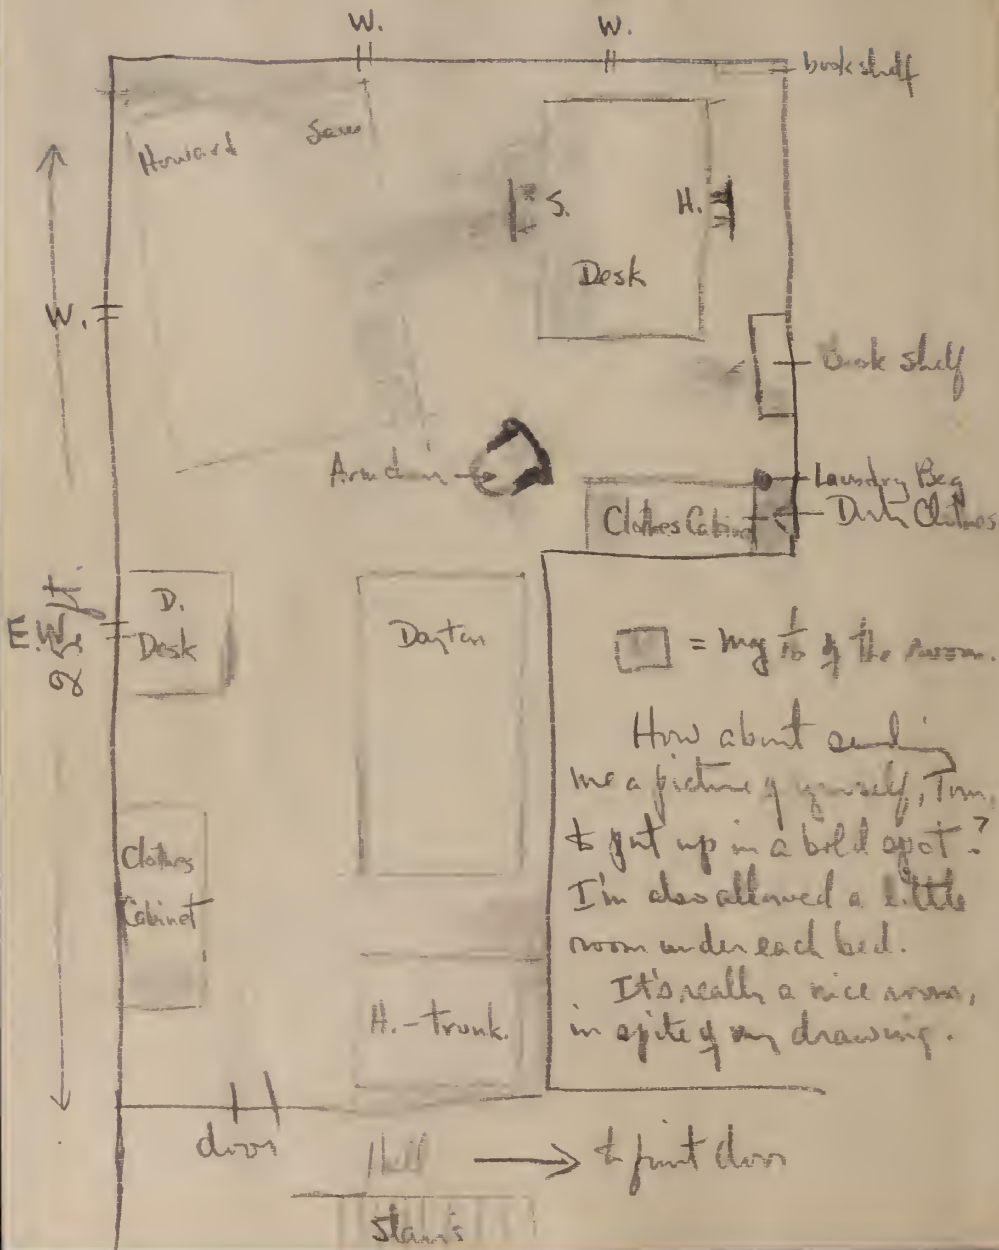 W.
W.
book shelf
Howard
Sam
S.
H.
Desk
W.
book shelf
Armchair
Laundry Bag
Clothes Cabinet
Dirty Clothes
D.
Desk
Dayton
E.
25 ft.
= my 1/10 of the room.
How about sending
me a picture of yourself, Tom,
to put up in a bold spot?
I'm also allowed a little
room under each bed.
It's really a nice room,
in spite of my drawing.
Clothes
Cabinet
H.-trunk.
door
Hall
to front door
Stairs